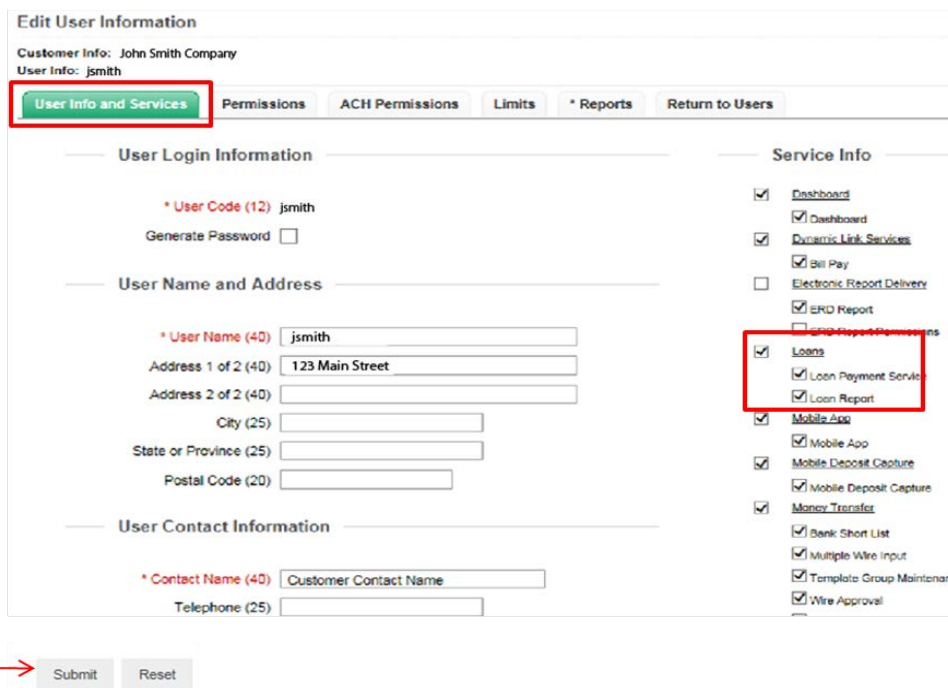 Edit User Information
Customer Info: John Smith Company
User Info: jsmith
User Info and Services Permissions ACH Permissions Limits * Reports Return to Users
User Login Information
* User Code (12) jsmith
Generate Password
User Name and Address
* User Name (40) jsmith
Address 1 of 2 (40) 123 Main Street
Address 2 of 2 (40)
City (25)
State or Province (25)
Postal Code (20)
User Contact Information
* Contact Name (40) Customer Contact Name
Telephone (25)
Service Info
Dashboard
Dashboard
Dynamic Link Services
Bill Pay
Electronic Report Delivery
ERD Report
ERD Report Permissions
Loans
Loan Payment Service
Loan Report
Mobile App
Mobile App
Mobile Deposit Capture
Mobile Deposit Capture
Money Transfer
Bank Short List
Multiple Wire Input
Template Group Maintenan
Wire Approval
Submit Reset